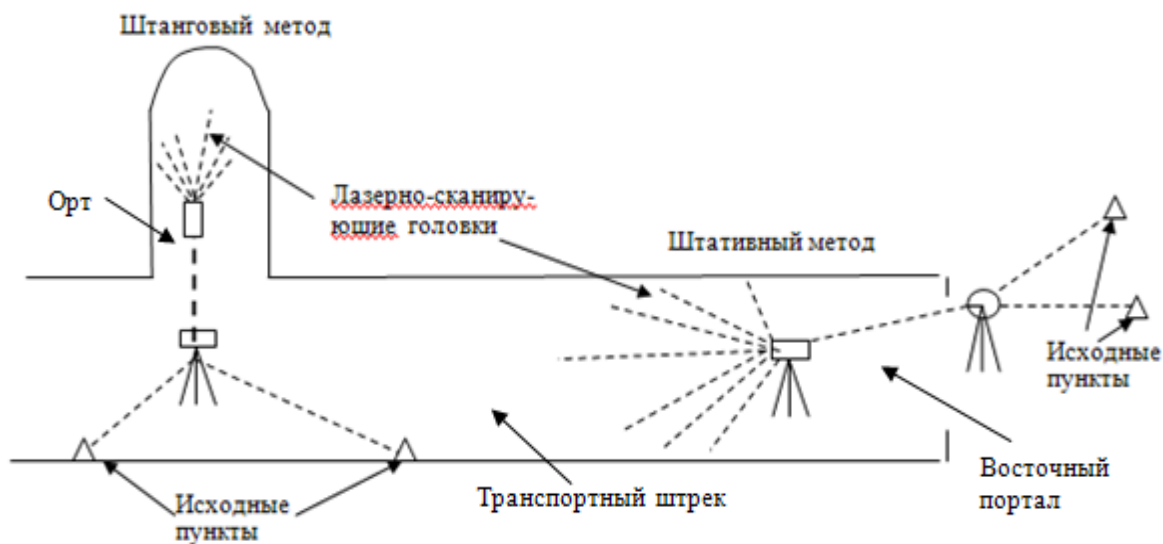 Штанговый метод
Орт
Лазерно-сканиру-
ющие головки
Штативный метод
Исходные
пункты
Исходные
пункты
Транспортный штрек
Восточный
портал